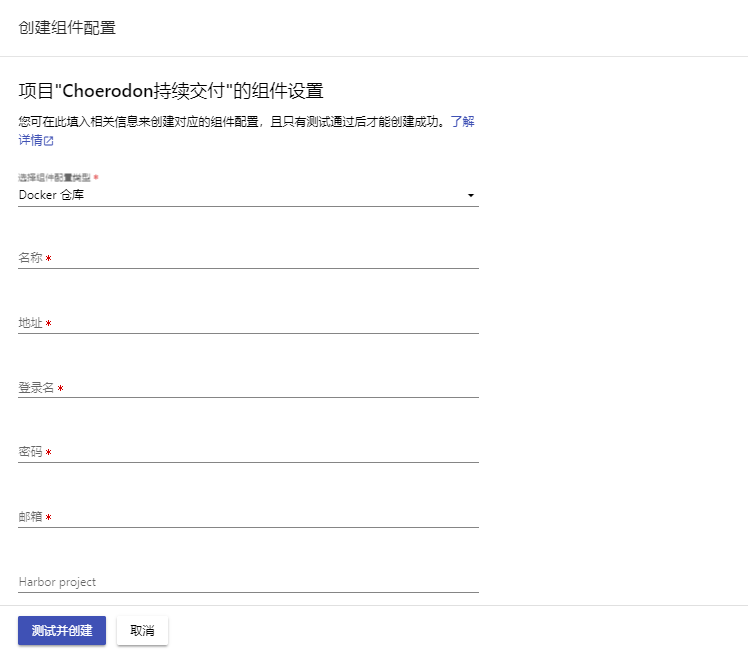 创建组件配置
项目"Choerodon持续交付"的组件设置
您可在此填入相关信息来创建对应的组件配置，且只有测试通过后才能创建成功。了解
详情
选择组件配置类型 *
Docker 仓库
名称 *
地址 *
登录名 *
密码 *
邮箱 *
Harbor project
测试并创建 取消